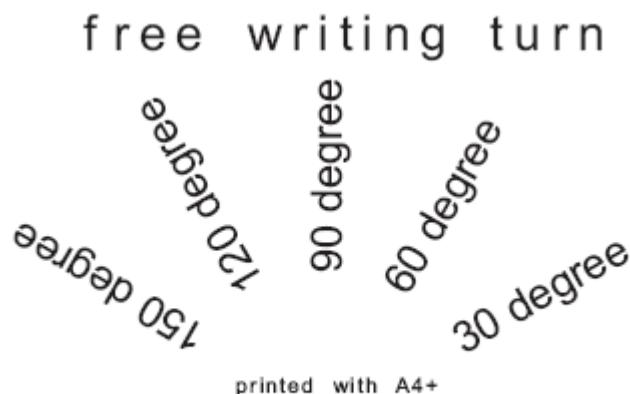 free writing turn
120 degree
90 degree
60 degree
150 degree
30 degree
printed with A4+